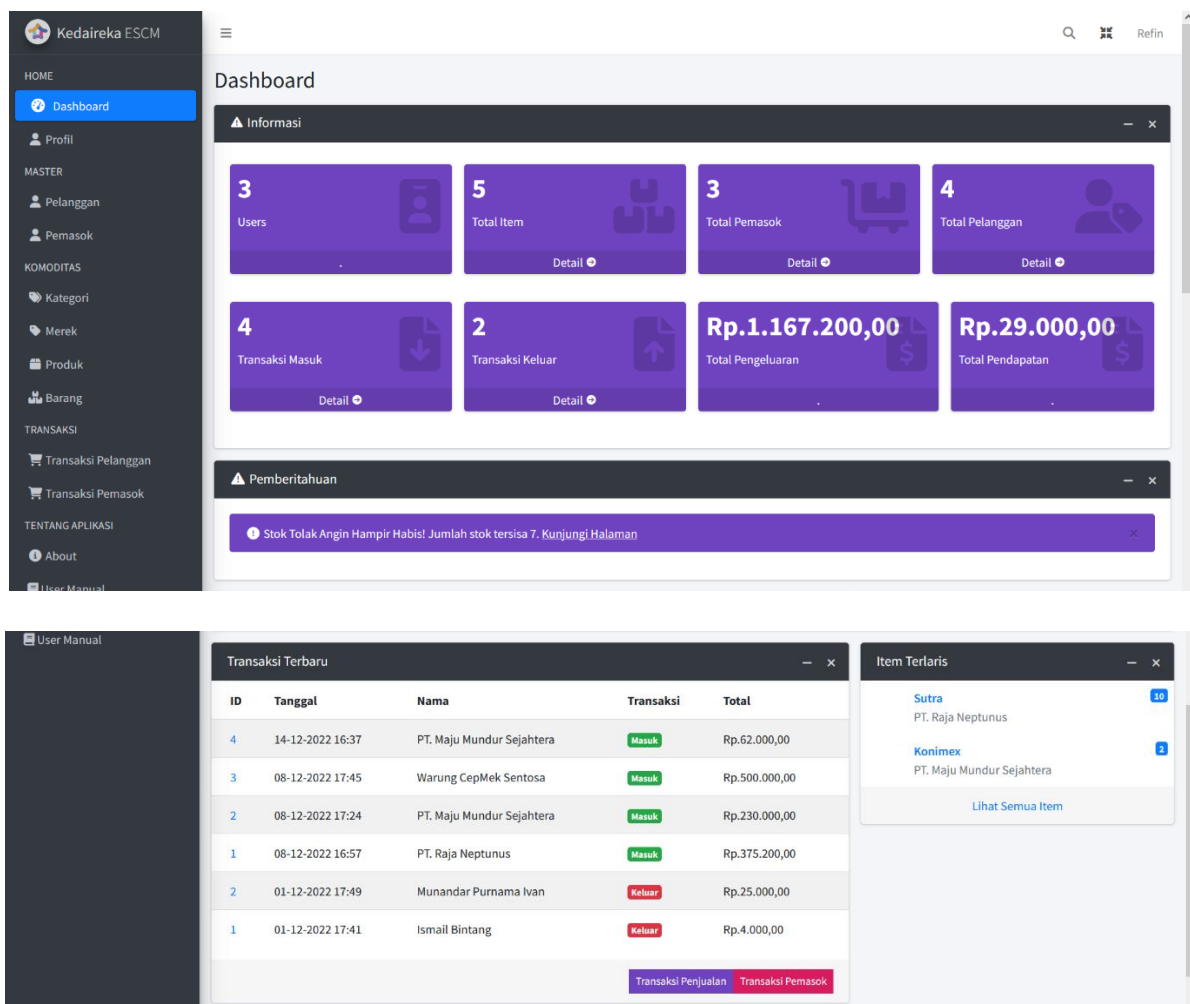 Kedaireka ESCM
Refin
HOME
Dashboard
Profil
MASTER
Pelanggan
Pemasok
KOMODITAS
Kategori
Merek
Produk
Barang
TRANSAKSI
Transaksi Pelanggan
Transaksi Pemasok
TENTANG APLIKASI
About
User Manual
Dashboard
Informasi
3
Users
.
5
Total Item
Detail
3
Total Pemasok
Detail
4
Total Pelanggan
Detail
4
Transaksi Masuk
Detail
2
Transaksi Keluar
Detail
Rp.1.167.200,00
Total Pengeluaran
.
Rp.29.000,00
Total Pendapatan
.
Pemberitahuan
Stok Tolak Angin Hampir Habis! Jumlah stok tersisa 7. Kunjungi Halaman
User Manual
Transaksi Terbaru
ID Tanggal Nama Transaksi Total
4 14-12-2022 16:37 PT. Maju Mundur Sejahtera Masuk Rp.62.000,00
3 08-12-2022 17:45 Warung CepMek Sentosa Masuk Rp.500.000,00
2 08-12-2022 17:24 PT. Maju Mundur Sejahtera Masuk Rp.230.000,00
1 08-12-2022 16:57 PT. Raja Neptunus Masuk Rp.375.200,00
2 01-12-2022 17:49 Munandar Purnama Ivan Keluar Rp.25.000,00
1 01-12-2022 17:41 Ismail Bintang Keluar Rp.4.000,00
Transaksi Penjualan Transaksi Pemasok
Item Terlaris
Sutra 10
PT. Raja Neptunus
Konimex 2
PT. Maju Mundur Sejahtera
Lihat Semua Item